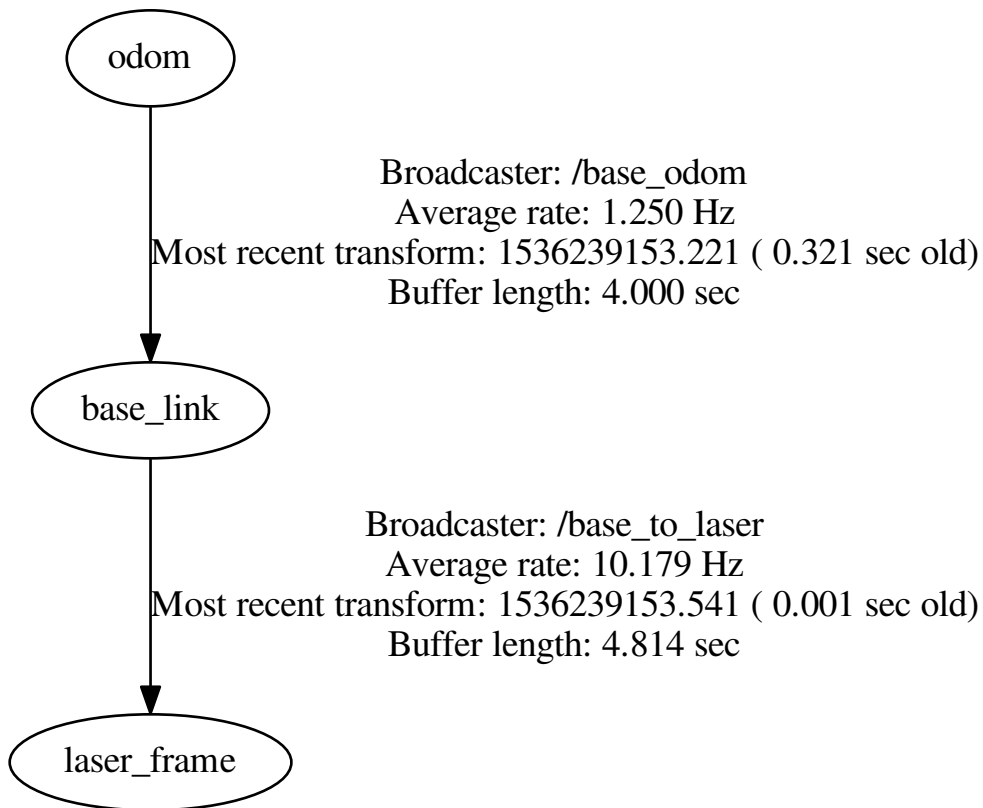 odom
Broadcaster: /base_odom
Average rate: 1.250 Hz
Most recent transform: 1536239153.221 ( 0.321 sec old)
Buffer length: 4.000 sec
base_link
Broadcaster: /base_to_laser
Average rate: 10.179 Hz
Most recent transform: 1536239153.541 ( 0.001 sec old)
Buffer length: 4.814 sec
laser_frame